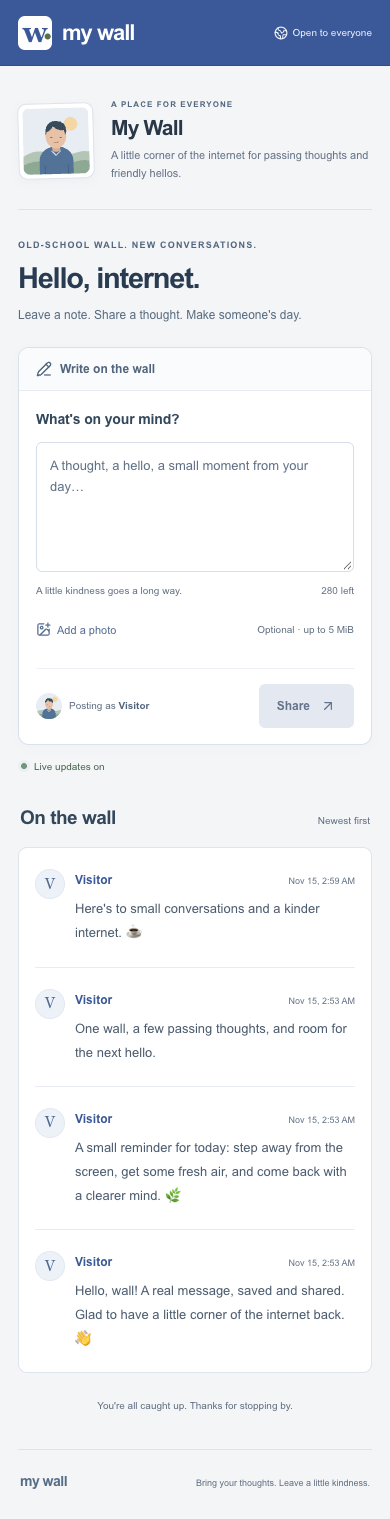 w.
my wall
Open to everyone
A PLACE FOR EVERYONE
My Wall
A little corner of the internet for passing thoughts and
friendly hellos.
OLD-SCHOOL WALL. NEW CONVERSATIONS.
Hello, internet.
Leave a note. Share a thought. Make someone's day.
Write on the wall
What's on your mind?
A thought, a hello, a small moment from your
day…
A little kindness goes a long way.
280 left
Add a photo
Optional · up to 5 MiB
Posting as Visitor
Share
Live updates on
On the wall
Newest first
V
Visitor
Nov 15, 2:59 AM
Here's to small conversations and a kinder
internet. ☕
V
Visitor
Nov 15, 2:53 AM
One wall, a few passing thoughts, and room for
the next hello.
V
Visitor
Nov 15, 2:53 AM
A small reminder for today: step away from the
screen, get some fresh air, and come back with
a clearer mind. 🌿
V
Visitor
Nov 15, 2:53 AM
Hello, wall! A real message, saved and shared.
Glad to have a little corner of the internet back.
👋
You're all caught up. Thanks for stopping by.
my wall
Bring your thoughts. Leave a little kindness.